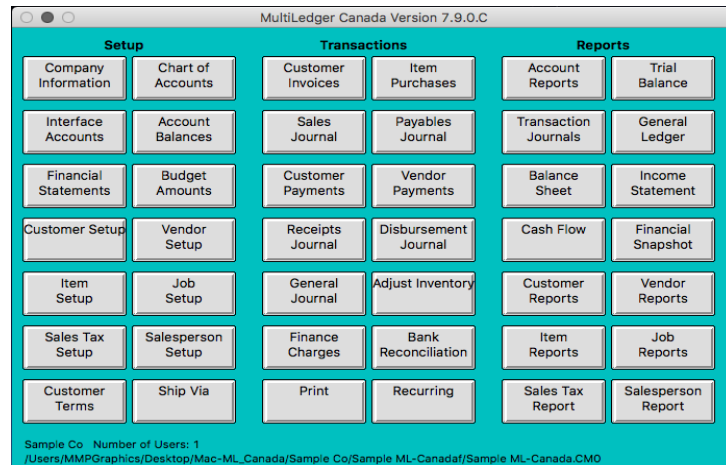 MultiLedger Canada Version 7.9.0.C
Setup
Transactions
Reports
Company
Information
Chart of
Accounts
Customer
Invoices
Item
Purchases
Account
Reports
Trial
Balance
Interface
Accounts
Account
Balances
Sales
Journal
Payables
Journal
Transaction
Journals
General
Ledger
Financial
Statements
Budget
Amounts
Customer
Payments
Vendor
Payments
Balance
Sheet
Income
Statement
Customer Setup
Vendor
Setup
Receipts
Journal
Disbursement
Journal
Cash Flow
Financial
Snapshot
Item
Setup
Job
Setup
General
Journal
Adjust Inventory
Customer
Reports
Vendor
Reports
Sales Tax
Setup
Salesperson
Setup
Finance
Charges
Bank
Reconciliation
Item
Reports
Job
Reports
Customer
Terms
Ship Via
Print
Recurring
Sales Tax
Report
Salesperson
Report
Sample Co Number of Users: 1
/Users/MMPGraphics/Desktop/Mac-ML_Canada/Sample Co/Sample ML-Canadaf/Sample ML-Canada.CM0